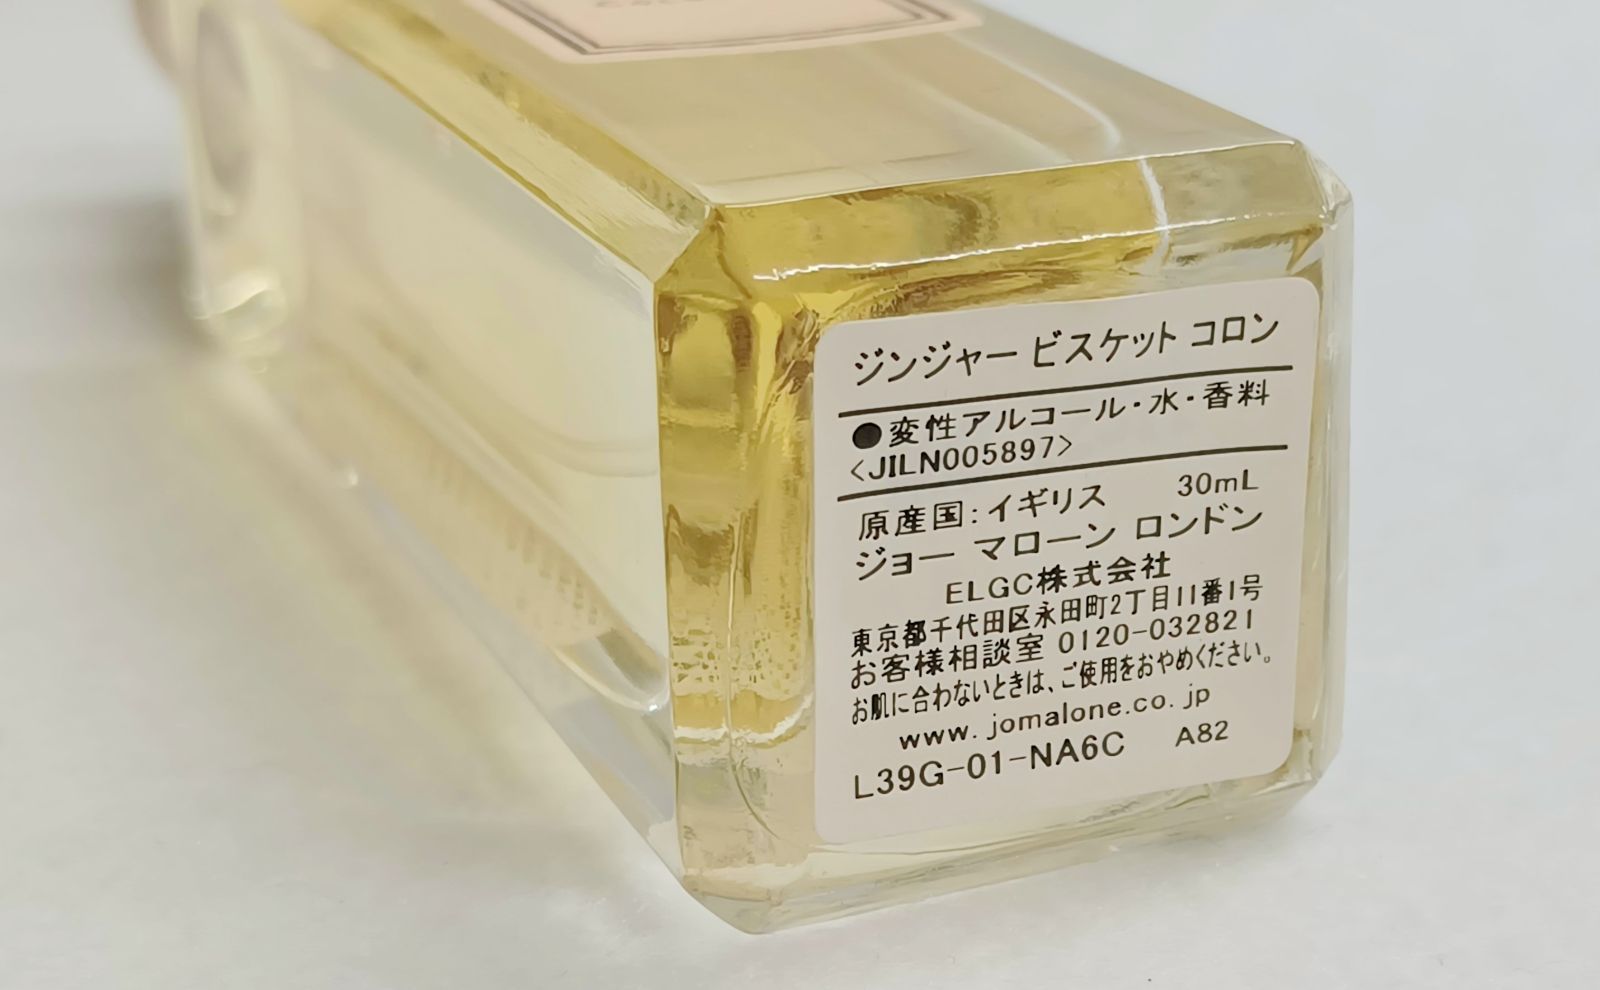 ジンジャー ビスケット コロン
●変性アルコール・水・香料
<JILN005897>
原産国：イギリス 30mL
ジョー マローン ロンドン
ELGC株式会社
東京都千代田区永田町2丁目11番1号
お客様相談室 0120-032821
お肌に合わないときは、ご使用をおやめください。
www.jomalone.co.jp
L39G-01-NA6C A82